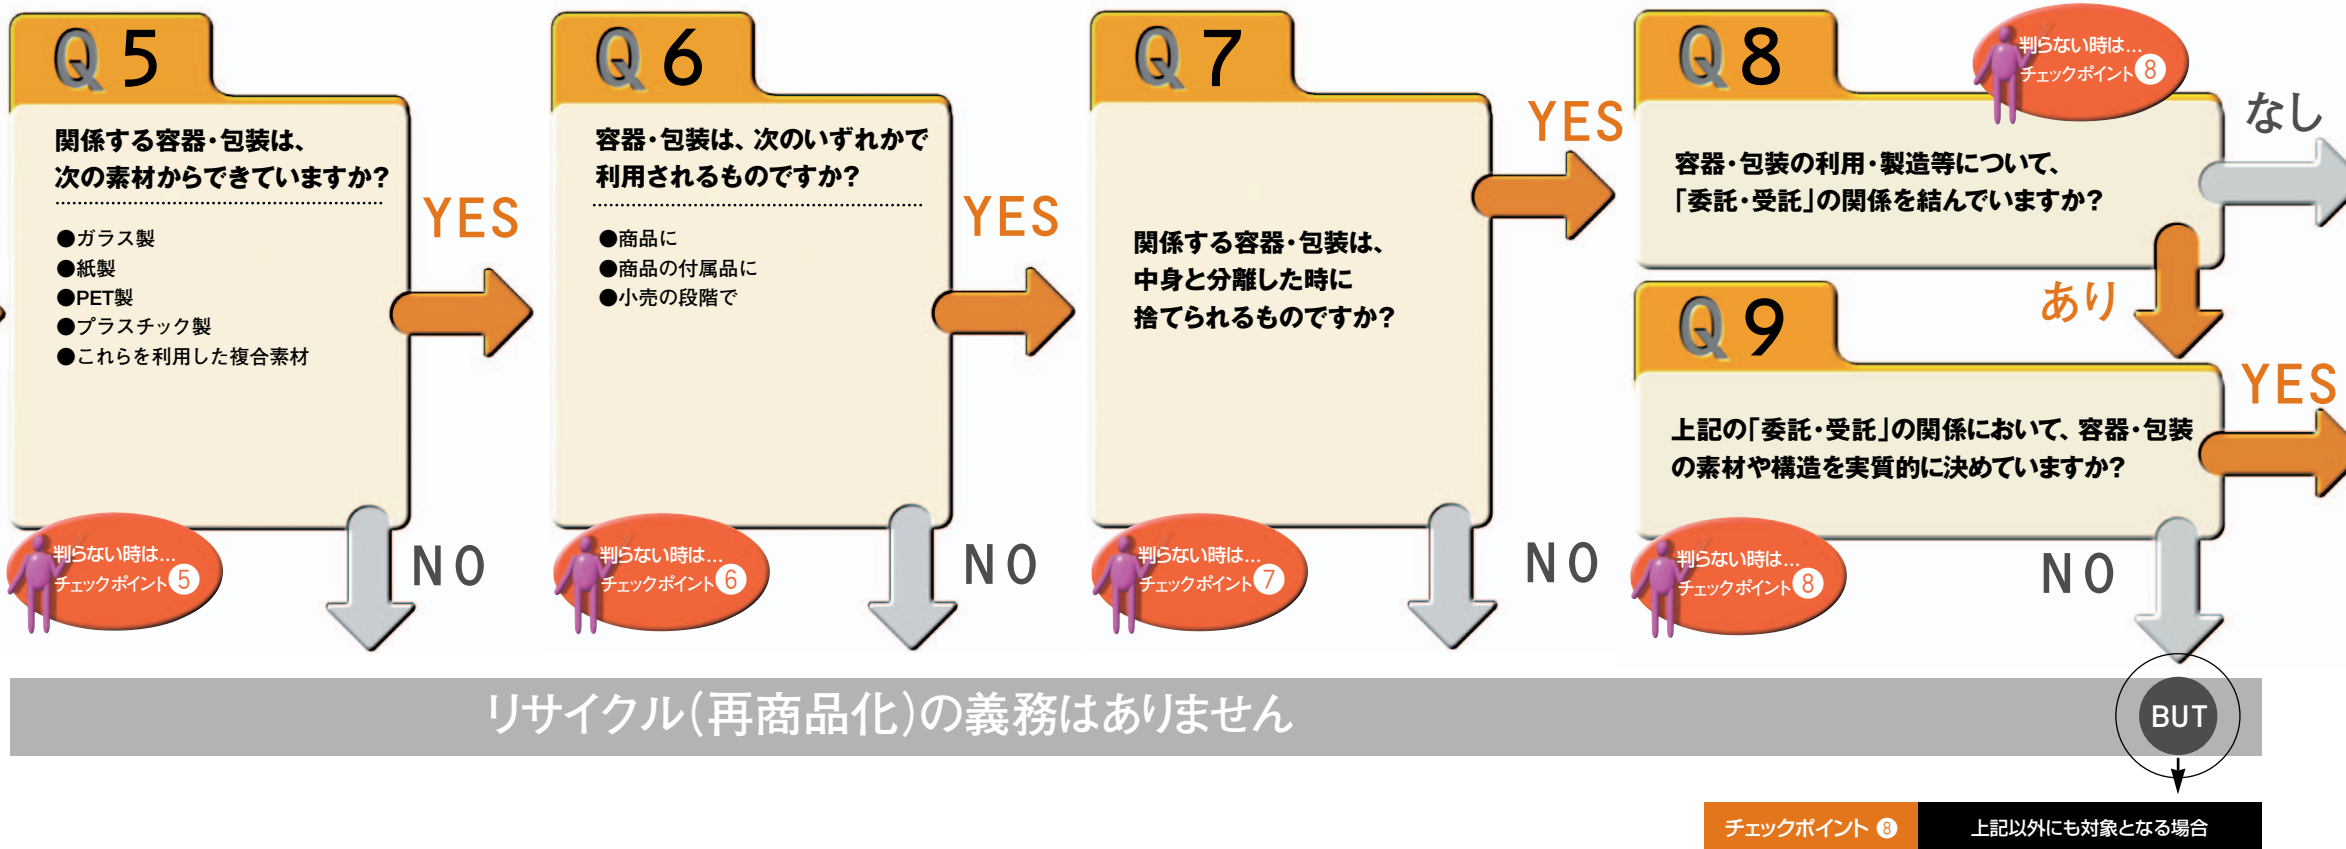 Q 5
関係する容器・包装は、
次の素材からできていますか?
●ガラス製
●紙製
●PET製
●プラスチック製
●これらを利用した複合素材
YES
判らない時は…
チェックポイント5
NO
Q 6
容器・包装は、次のいずれかで
利用されるものですか?
●商品に
●商品の付属品に
●小売の段階で
YES
判らない時は…
チェックポイント6
NO
Q 7
関係する容器・包装は、
中身と分離した時に
捨てられるものですか?
YES
判らない時は…
チェックポイント7
NO
Q 8
判らない時は…
チェックポイント8
容器・包装の利用・製造等について、
「委託・受託」の関係を結んでいますか?
なし
あり
Q 9
上記の「委託・受託」の関係において、容器・包装
の素材や構造を実質的に決めていますか?
YES
判らない時は…
チェックポイント8
NO
リサイクル(再商品化)の義務はありません
BUT
チェックポイント 8
上記以外にも対象となる場合